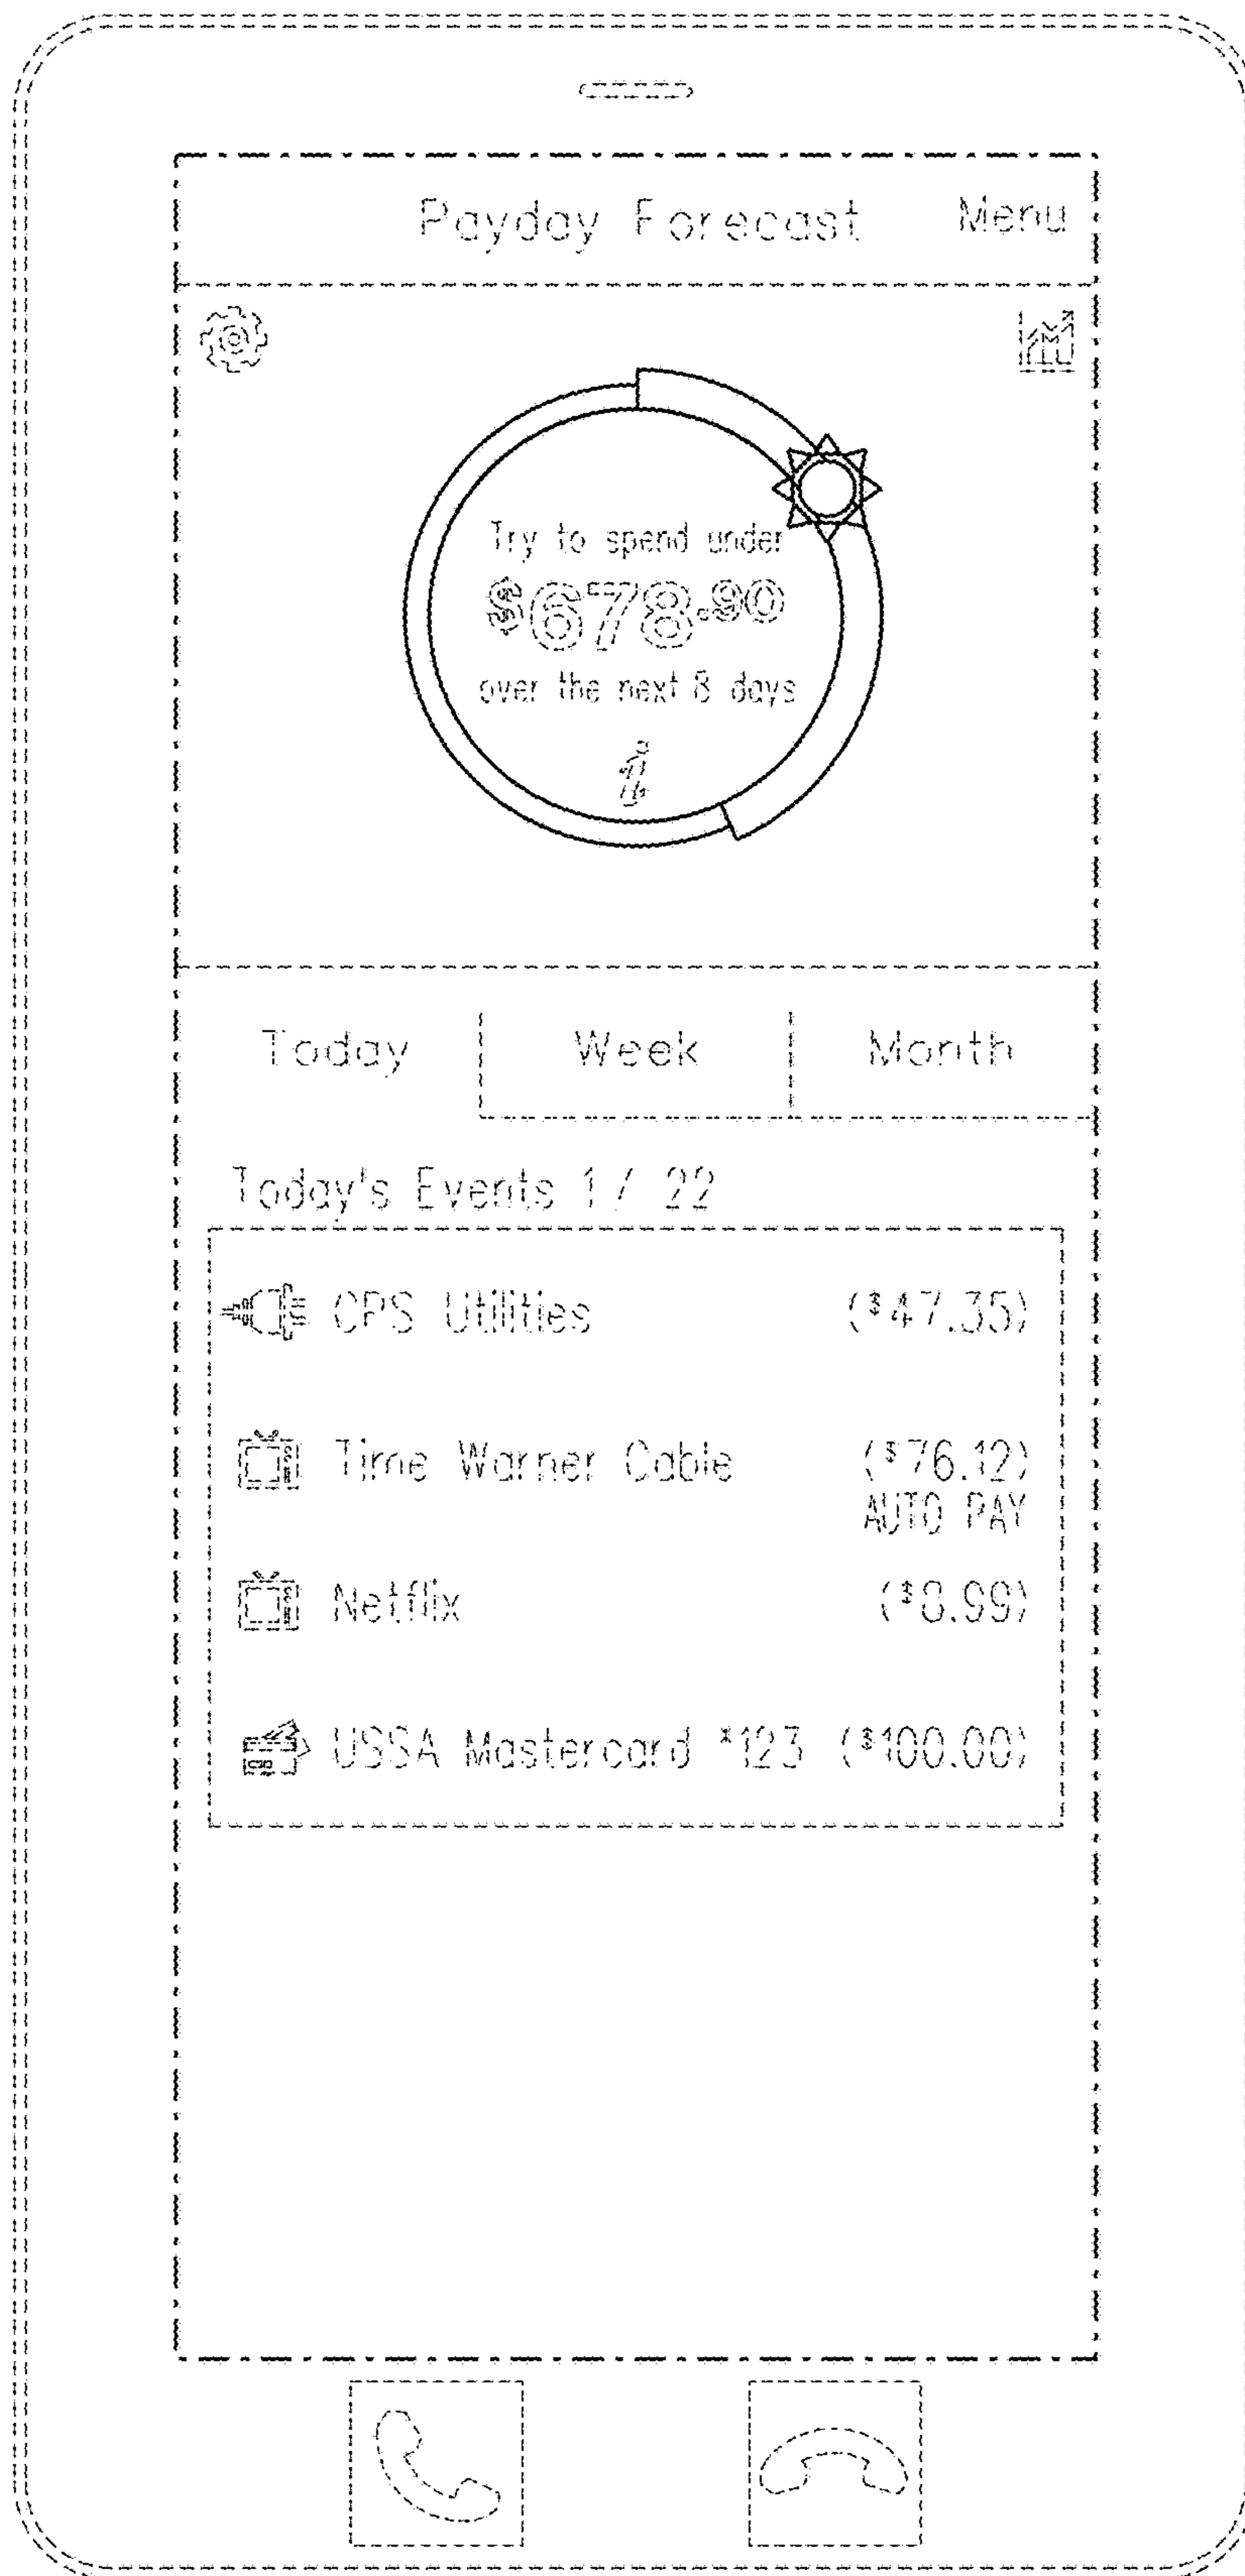 Payday Forecast Menu
Try to spend under
$678.90
over the next 8 days
i
Today Week Month
Today's Events 1 / 22
CPS Utilities ($47.35)
Time Warner Cable ($76.12)
AUTO PAY
Netflix ($8.99)
USSA Mastercard *123 ($100.00)